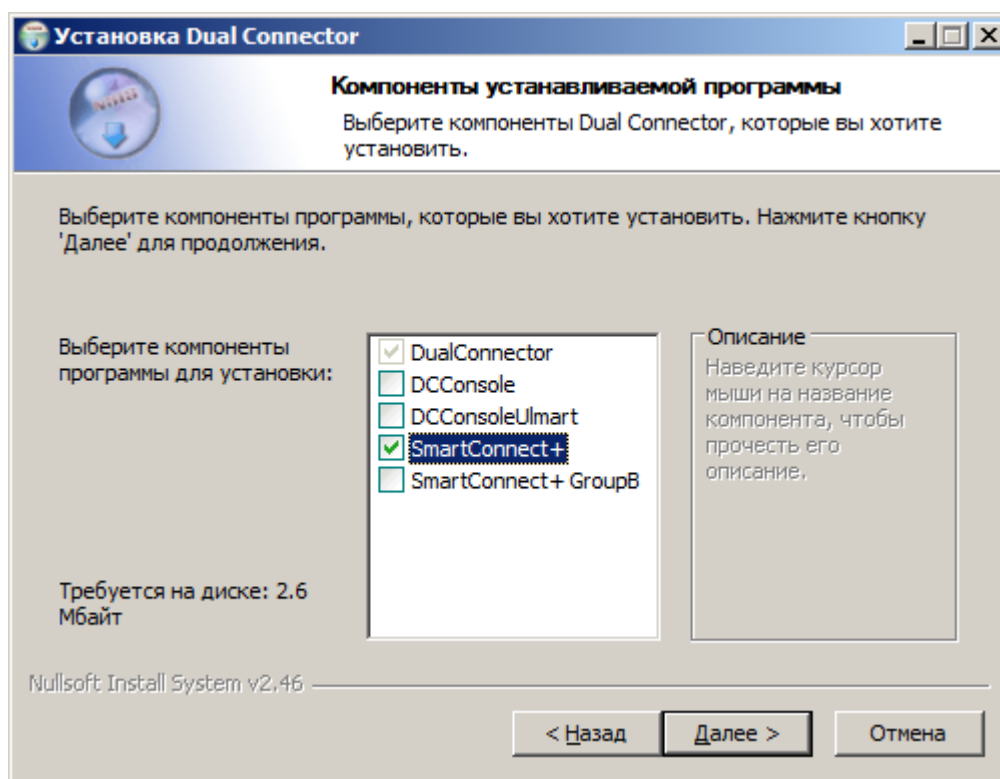 Установка Dual Connector
Компоненты устанавливаемой программы
Выберите компоненты Dual Connector, которые вы хотите
установить.
Выберите компоненты программы, которые вы хотите установить. Нажмите кнопку
'Далее' для продолжения.
Выберите компоненты
программы для установки:
DualConnector
DCConsole
DCConsoleUlmart
SmartConnect+
SmartConnect+ GroupB
Описание
Наведите курсор
мыши на название
компонента, чтобы
прочесть его
описание.
Требуется на диске: 2.6
Мбайт
Nullsoft Install System v2.46
< Назад
Далее >
Отмена